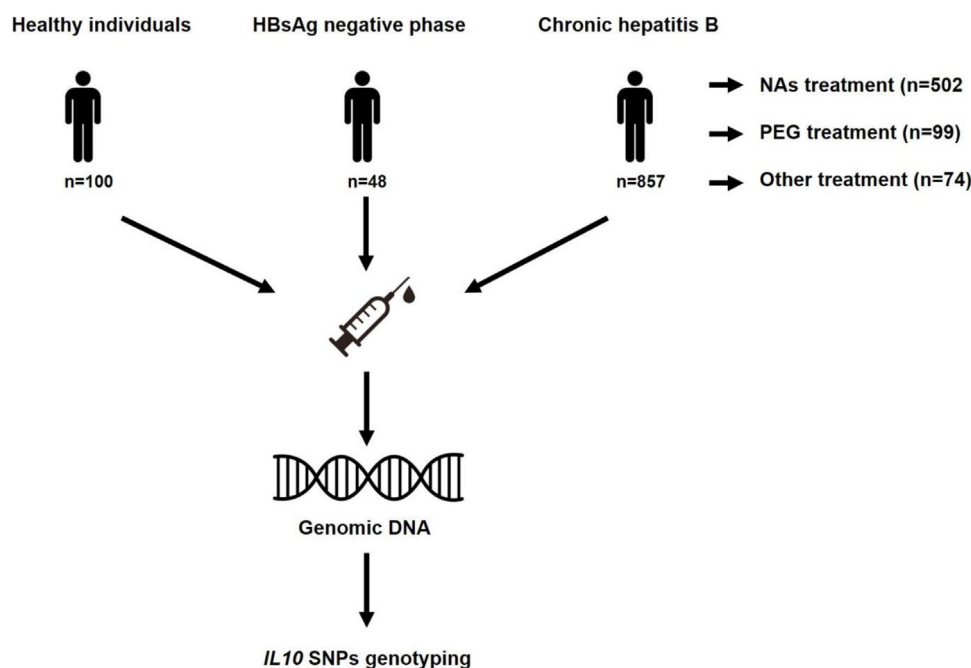 Healthy individuals
HBsAg negative phase
Chronic hepatitis B
NAs treatment (n=502
PEG treatment (n=99)
Other treatment (n=74)
n=100
n=48
n=857
Genomic DNA
IL10 SNPs genotyping